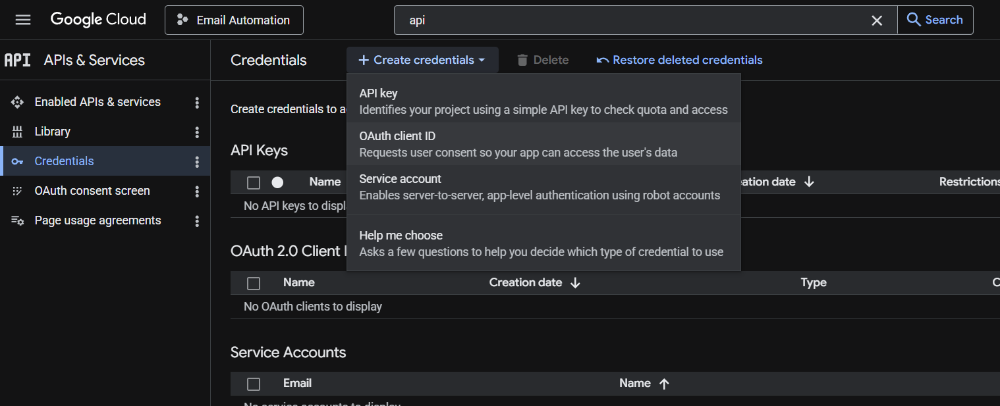 Google Cloud
Email Automation
api
Search
API
APIs & Services
Credentials
Create credentials
Delete
Restore deleted credentials
Enabled APIs & services
Library
Credentials
OAuth consent screen
Page usage agreements
Create credentials to a
API key
Identifies your project using a simple API key to check quota and access
OAuth client ID
Requests user consent so your app can access the user's data
Service account
Enables server-to-server, app-level authentication using robot accounts
Help me choose
Asks a few questions to help you decide which type of credential to use
API Keys
Name
eation date
Restrictions
No API keys to displ
OAuth 2.0 Client I
Name
Creation date
Type
C
No OAuth clients to display
Service Accounts
Email
Name
No service accounts to display